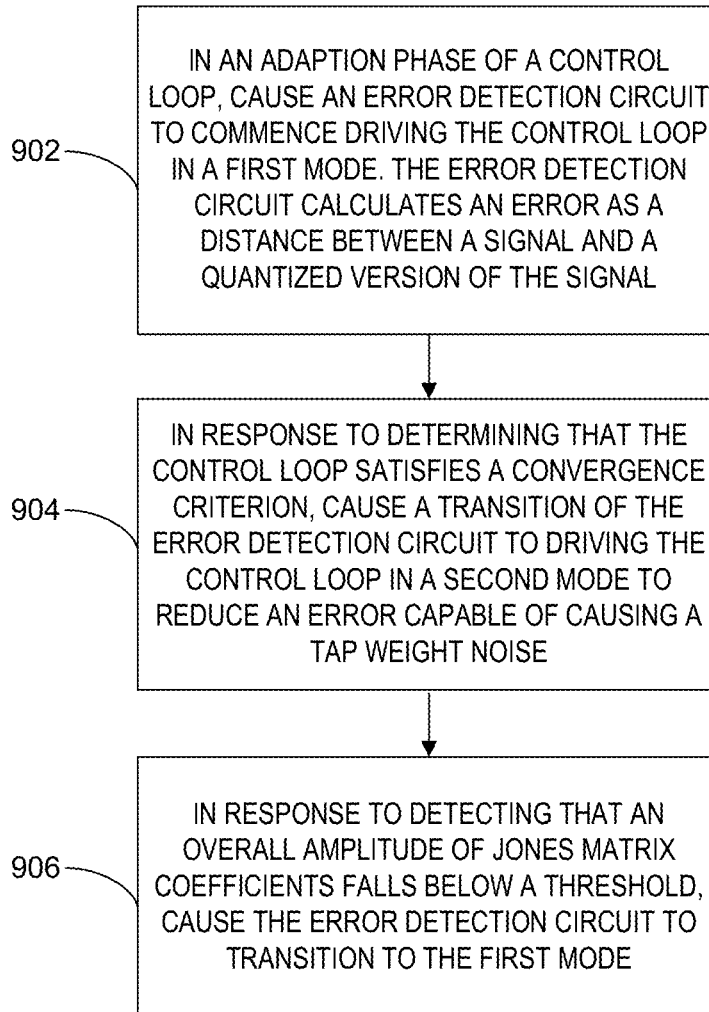 902
IN AN ADAPTION PHASE OF A CONTROL
LOOP, CAUSE AN ERROR DETECTION CIRCUIT
TO COMMENCE DRIVING THE CONTROL LOOP
IN A FIRST MODE. THE ERROR DETECTION
CIRCUIT CALCULATES AN ERROR AS A
DISTANCE BETWEEN A SIGNAL AND A
QUANTIZED VERSION OF THE SIGNAL
904
IN RESPONSE TO DETERMINING THAT THE
CONTROL LOOP SATISFIES A CONVERGENCE
CRITERION, CAUSE A TRANSITION OF THE
ERROR DETECTION CIRCUIT TO DRIVING THE
CONTROL LOOP IN A SECOND MODE TO
REDUCE AN ERROR CAPABLE OF CAUSING A
TAP WEIGHT NOISE
906
IN RESPONSE TO DETECTING THAT AN
OVERALL AMPLITUDE OF JONES MATRIX
COEFFICIENTS FALLS BELOW A THRESHOLD,
CAUSE THE ERROR DETECTION CIRCUIT TO
TRANSITION TO THE FIRST MODE